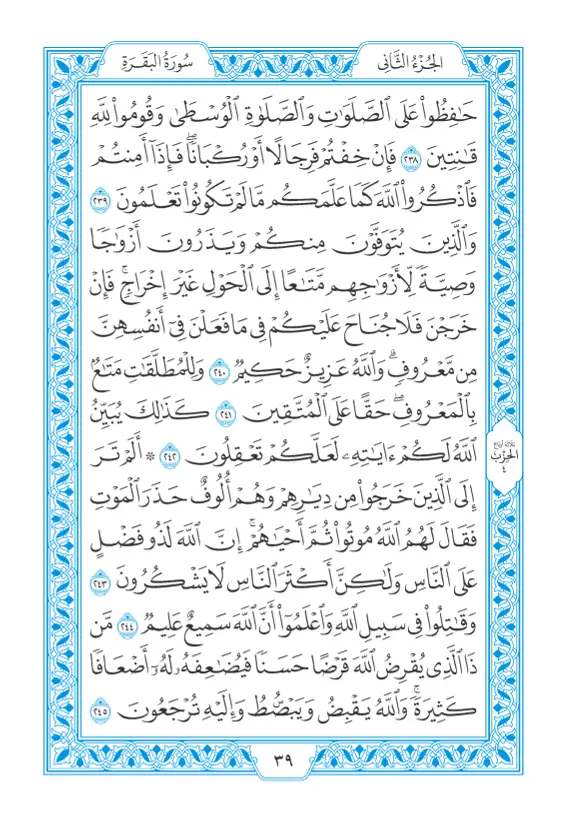 الجُزْءُ الثَّانِي
سُورَةُ البَقَرَةِ
حَٰفِظُوا۟ عَلَى ٱلصَّلَوَٰتِ وَٱلصَّلَوٰةِ ٱلْوُسْطَىٰ وَقُومُوا۟ لِلَّهِ
قَٰنِتِينَ ٢٣٨ فَإِنْ خِفْتُمْ فَرِجَالًا أَوْ رُكْبَانًا ۖ فَإِذَآ أَمِنتُمْ
فَٱذْكُرُوا۟ ٱللَّهَ كَمَا عَلَّمَكُم مَّا لَمْ تَكُونُوا۟ تَعْلَمُونَ ٢٣٩
وَٱلَّذِينَ يُتَوَفَّوْنَ مِنكُمْ وَيَذَرُونَ أَزْوَٰجًا
وَصِيَّةً لِّأَزْوَٰجِهِم مَّتَٰعًا إِلَى ٱلْحَوْلِ غَيْرَ إِخْرَاجٍ ۚ فَإِنْ
خَرَجْنَ فَلَا جُنَاحَ عَلَيْكُمْ فِى مَا فَعَلْنَ فِىٓ أَنفُسِهِنَّ
مِن مَّعْرُوفٍ ۗ وَٱللَّهُ عَزِيزٌ حَكِيمٌ ٢٤٠ وَلِلْمُطَلَّقَٰتِ مَتَٰعٌۢ
بِٱلْمَعْرُوفِ ۖ حَقًّا عَلَى ٱلْمُتَّقِينَ ٢٤١ كَذَٰلِكَ يُبَيِّنُ
ٱللَّهُ لَكُمْ ءَايَٰتِهِۦ لَعَلَّكُمْ تَعْقِلُونَ ٢٤٢ ۞ أَلَمْ تَرَ
إِلَى ٱلَّذِينَ خَرَجُوا۟ مِن دِيَٰرِهِمْ وَهُمْ أُلُوفٌ حَذَرَ ٱلْمَوْتِ
فَقَالَ لَهُمُ ٱللَّهُ مُوتُوا۟ ثُمَّ أَحْيَٰهُمْ ۚ إِنَّ ٱللَّهَ لَذُو فَضْلٍ
عَلَى ٱلنَّاسِ وَلَٰكِنَّ أَكْثَرَ ٱلنَّاسِ لَا يَشْكُرُونَ ٢٤٣
وَقَٰتِلُوا۟ فِى سَبِيلِ ٱللَّهِ وَٱعْلَمُوٓا۟ أَنَّ ٱللَّهَ سَمِيعٌ عَلِيمٌ ٢٤٤ مَّن
ذَا ٱلَّذِى يُقْرِضُ ٱللَّهَ قَرْضًا حَسَنًا فَيُضَٰعِفَهُۥ لَهُۥٓ أَضْعَافًا
كَثِيرَةً ۚ وَٱللَّهُ يَقْبِضُ وَيَبْصُۜطُ وَإِلَيْهِ تُرْجَعُونَ ٢٤٥
ثلاثة أرباع
الحِزْب
٤
٣٩